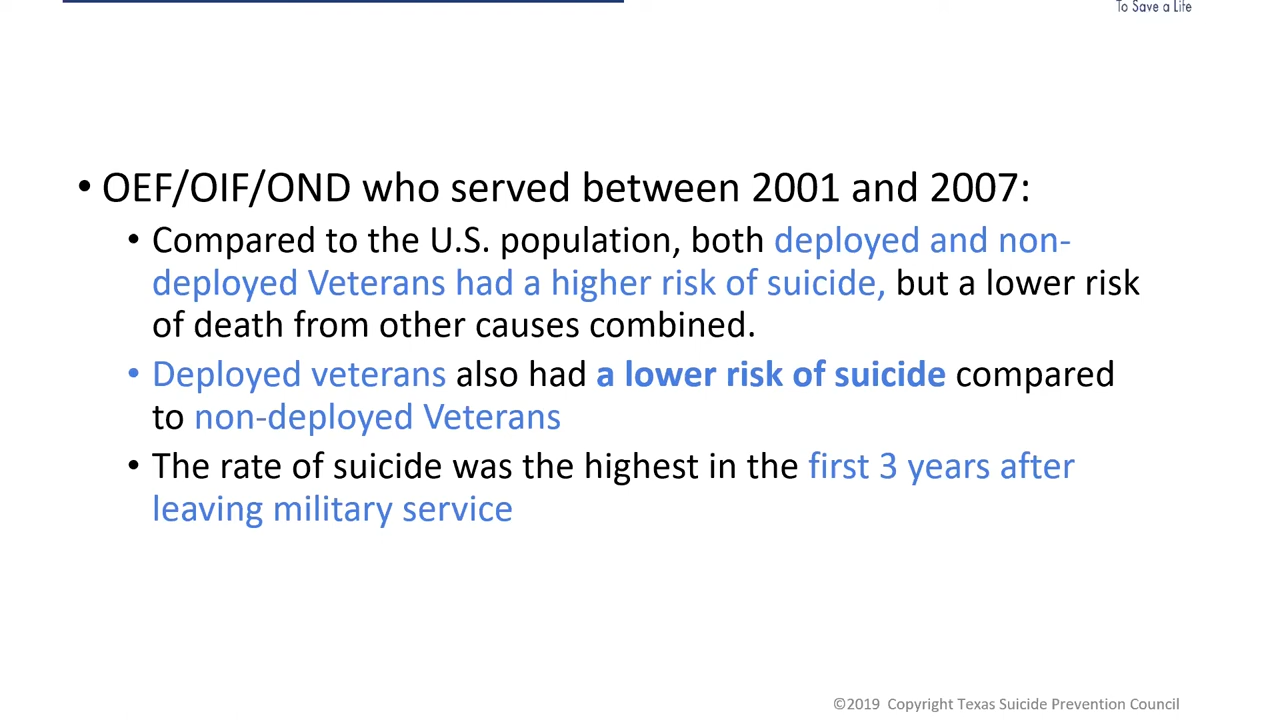 To Save a Life
• OEF/OIF/OND who served between 2001 and 2007:
• Compared to the U.S. population, both deployed and non-
deployed Veterans had a higher risk of suicide, but a lower risk
of death from other causes combined.
• Deployed veterans also had a lower risk of suicide compared
to non-deployed Veterans
• The rate of suicide was the highest in the first 3 years after
leaving military service
©2019 Copyright Texas Suicide Prevention Council